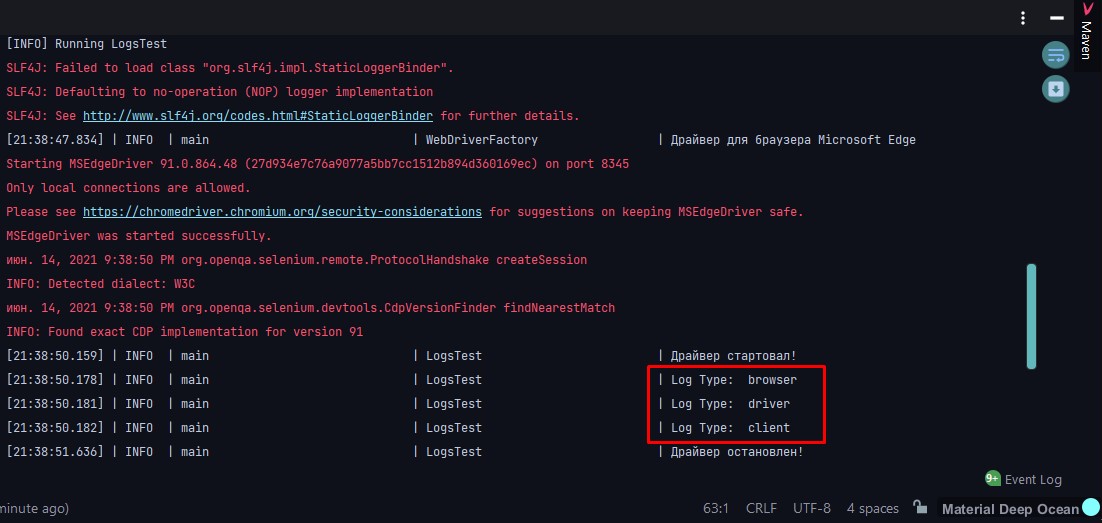 Maven
[INFO] Running LogsTest
SLF4J: Failed to load class "org.slf4j.impl.StaticLoggerBinder".
SLF4J: Defaulting to no-operation (NOP) logger implementation
SLF4J: See http://www.slf4j.org/codes.html#StaticLoggerBinder for further details.
[21:38:47.834] | INFO | main | WebDriverFactory | Драйвер для браузера Microsoft Edge
Starting MSEdgeDriver 91.0.864.48 (27d934e7c76a9077a5bb7cc1512b894d360169ec) on port 8345
Only local connections are allowed.
Please see https://chromedriver.chromium.org/security-considerations for suggestions on keeping MSEdgeDriver safe.
MSEdgeDriver was started successfully.
июн. 14, 2021 9:38:50 PM org.openqa.selenium.remote.ProtocolHandshake createSession
INFO: Detected dialect: W3C
июн. 14, 2021 9:38:50 PM org.openqa.selenium.devtools.CdpVersionFinder findNearestMatch
INFO: Found exact CDP implementation for version 91
[21:38:50.159] | INFO | main | LogsTest | Драйвер стартовал!
[21:38:50.178] | INFO | main | LogsTest | Log Type: browser
[21:38:50.181] | INFO | main | LogsTest | Log Type: driver
[21:38:50.182] | INFO | main | LogsTest | Log Type: client
[21:38:51.636] | INFO | main | LogsTest | Драйвер остановлен!
9+ Event Log
minute ago) 63:1 CRLF UTF-8 4 spaces Material Deep Ocean